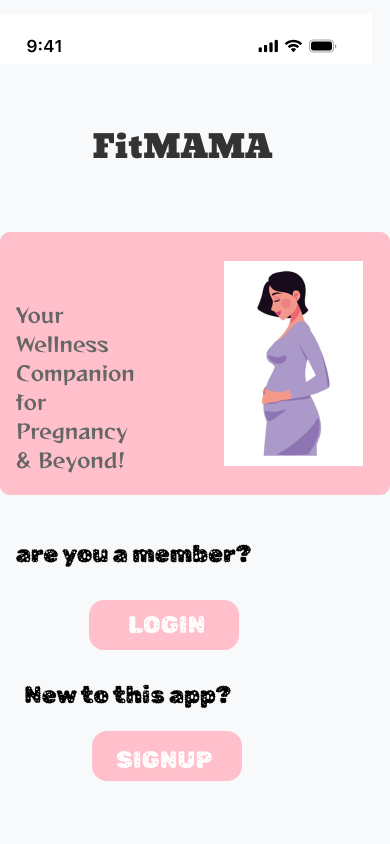 9:41
FitMAMA
Your
Wellness
Companion
for
Pregnancy
& Beyond!
are you a member?
LOGIN
New to this app?
SIGNUP